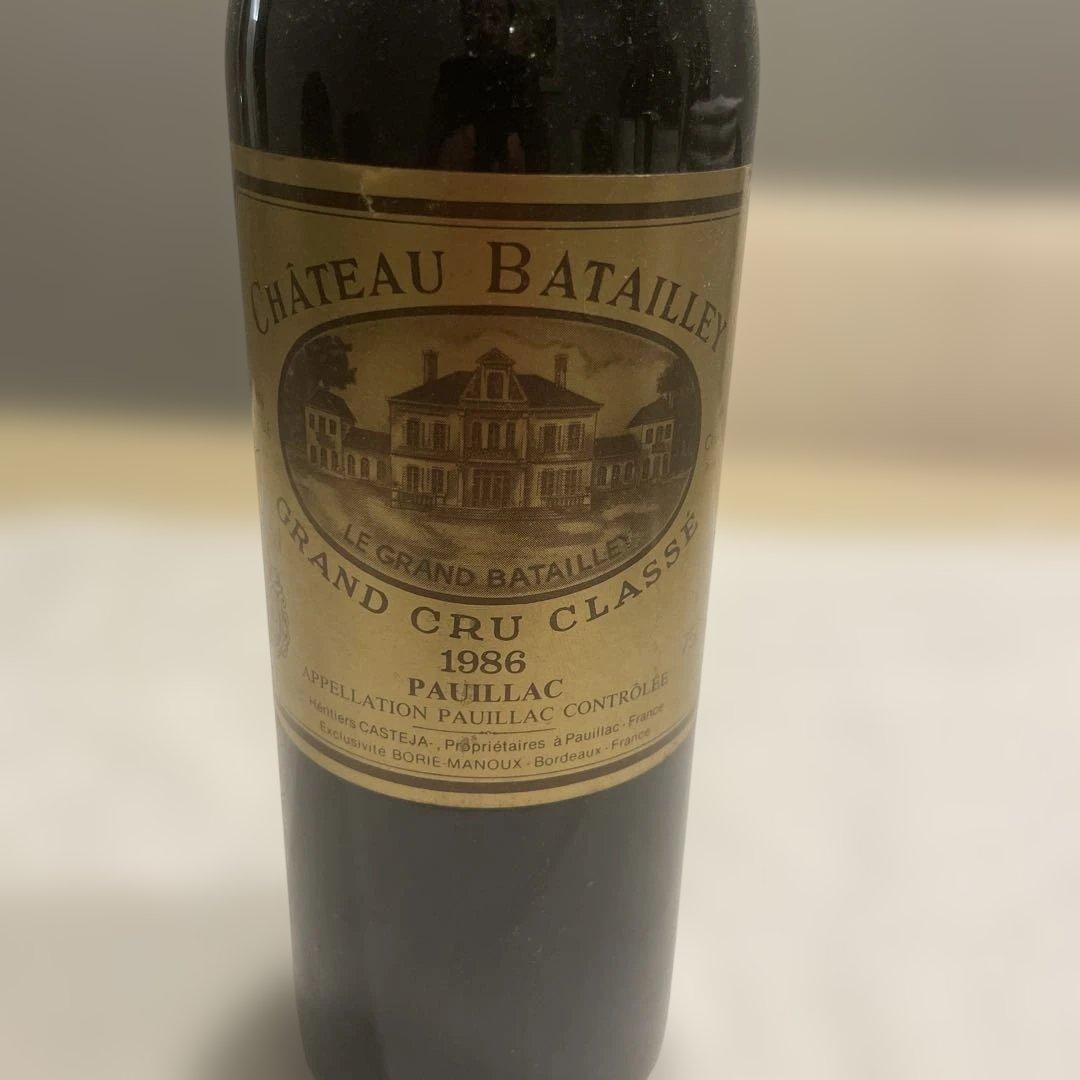 CHÂTEAU BATAILLEY
LE GRAND BATAILLEY
GRAND CRU CLASSÉ
1986
PAUILLAC
APPELLATION PAUILLAC CONTRÔLÉE
Héritiers CASTEJA-, Propriétaires à Pauillac - France
Exclusivité BORIE-MANOUX - Bordeaux - France